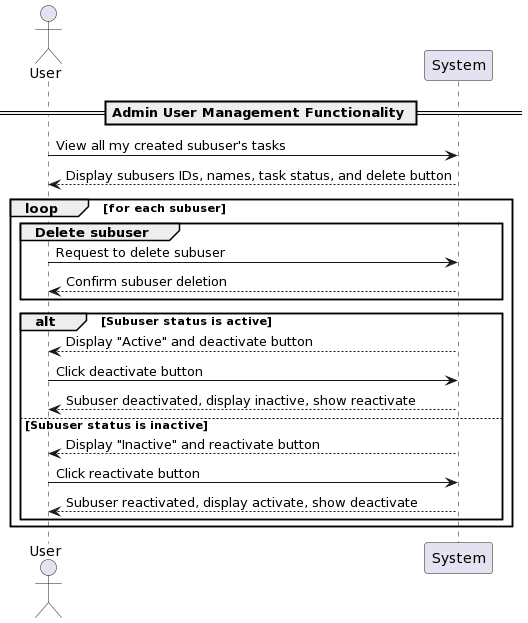 User
System
Admin User Management Functionality
View all my created subuser's tasks
Display subusers IDs, names, task status, and delete button
loop [for each subuser]
Delete subuser
Request to delete subuser
Confirm subuser deletion
alt [Subuser status is active]
Display "Active" and deactivate button
Click deactivate button
Subuser deactivated, display inactive, show reactivate
[Subuser status is inactive]
Display "Inactive" and reactivate button
Click reactivate button
Subuser reactivated, display activate, show deactivate
User
System